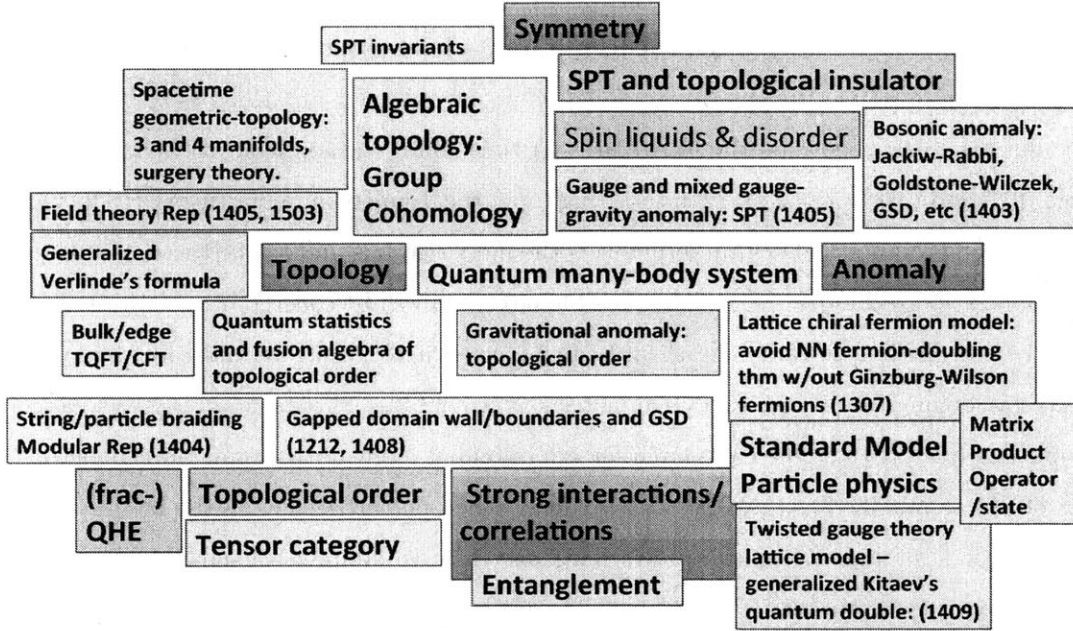 Symmetry
SPT invariants
SPT and topological insulator
Spacetime
geometric-topology:
3 and 4 manifolds,
surgery theory.
Algebraic
topology:
Group
Cohomology
Spin liquids & disorder
Bosonic anomaly:
Jackiw-Rabbi,
Goldstone-Wilczek,
GSD, etc (1403)
Gauge and mixed gauge-
gravity anomaly: SPT (1405)
Field theory Rep (1405, 1503)
Generalized
Verlinde's formula
Topology
Quantum many-body system
Anomaly
Bulk/edge
TQFT/CFT
Quantum statistics
and fusion algebra of
topological order
Gravitational anomaly:
topological order
Lattice chiral fermion model:
avoid NN fermion-doubling
thm w/out Ginzburg-Wilson
fermions (1307)
String/particle braiding
Modular Rep (1404)
Gapped domain wall/boundaries and GSD
(1212, 1408)
Standard Model
Particle physics
Matrix
Product
Operator
/state
(frac-)
QHE
Topological order
Tensor category
Strong interactions/
correlations
Entanglement
Twisted gauge theory
lattice model –
generalized Kitaev's
quantum double: (1409)